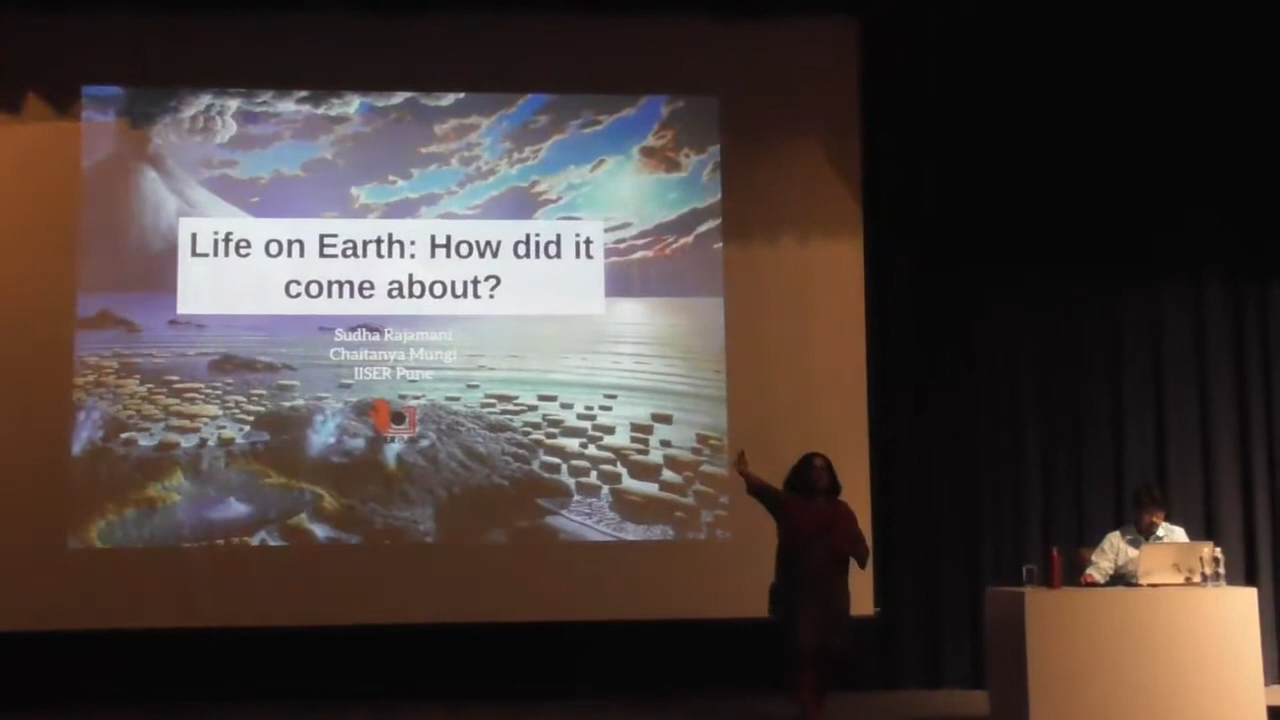 Life on Earth: How did it
come about?
Sudha Rajamani
Chaitanya Mungi
IISER Pune